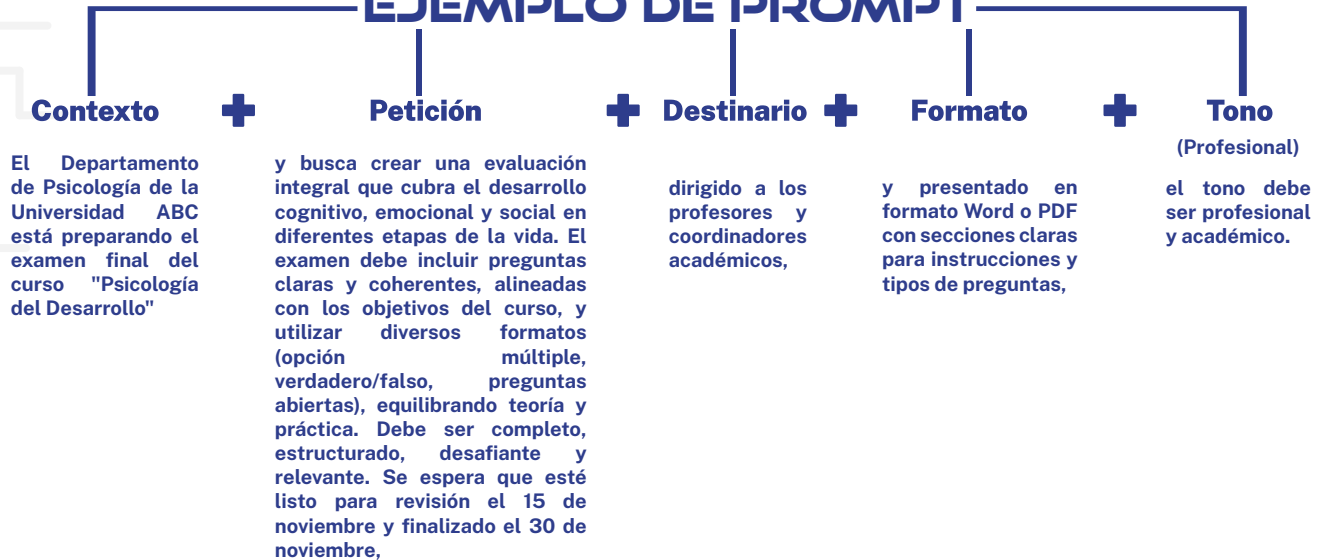 EJEMPLO DE PROMPT
Contexto
El Departamento
de Psicología de la
Universidad ABC
está preparando el
examen final del
curso "Psicología
del Desarrollo"
Petición
y busca crear una evaluación
integral que cubra el desarrollo
cognitivo, emocional y social en
diferentes etapas de la vida. El
examen debe incluir preguntas
claras y coherentes, alineadas
con los objetivos del curso, y
utilizar diversos formatos
(opción múltiple,
verdadero/falso, preguntas
abiertas), equilibrando teoría y
práctica. Debe ser completo,
estructurado, desafiante y
relevante. Se espera que esté
listo para revisión el 15 de
noviembre y finalizado el 30 de
noviembre,
Destinario
dirigido a los
profesores y
coordinadores
académicos,
Formato
y presentado en
formato Word o PDF
con secciones claras
para instrucciones y
tipos de preguntas,
Tono
(Profesional)
el tono debe
ser profesional
y académico.